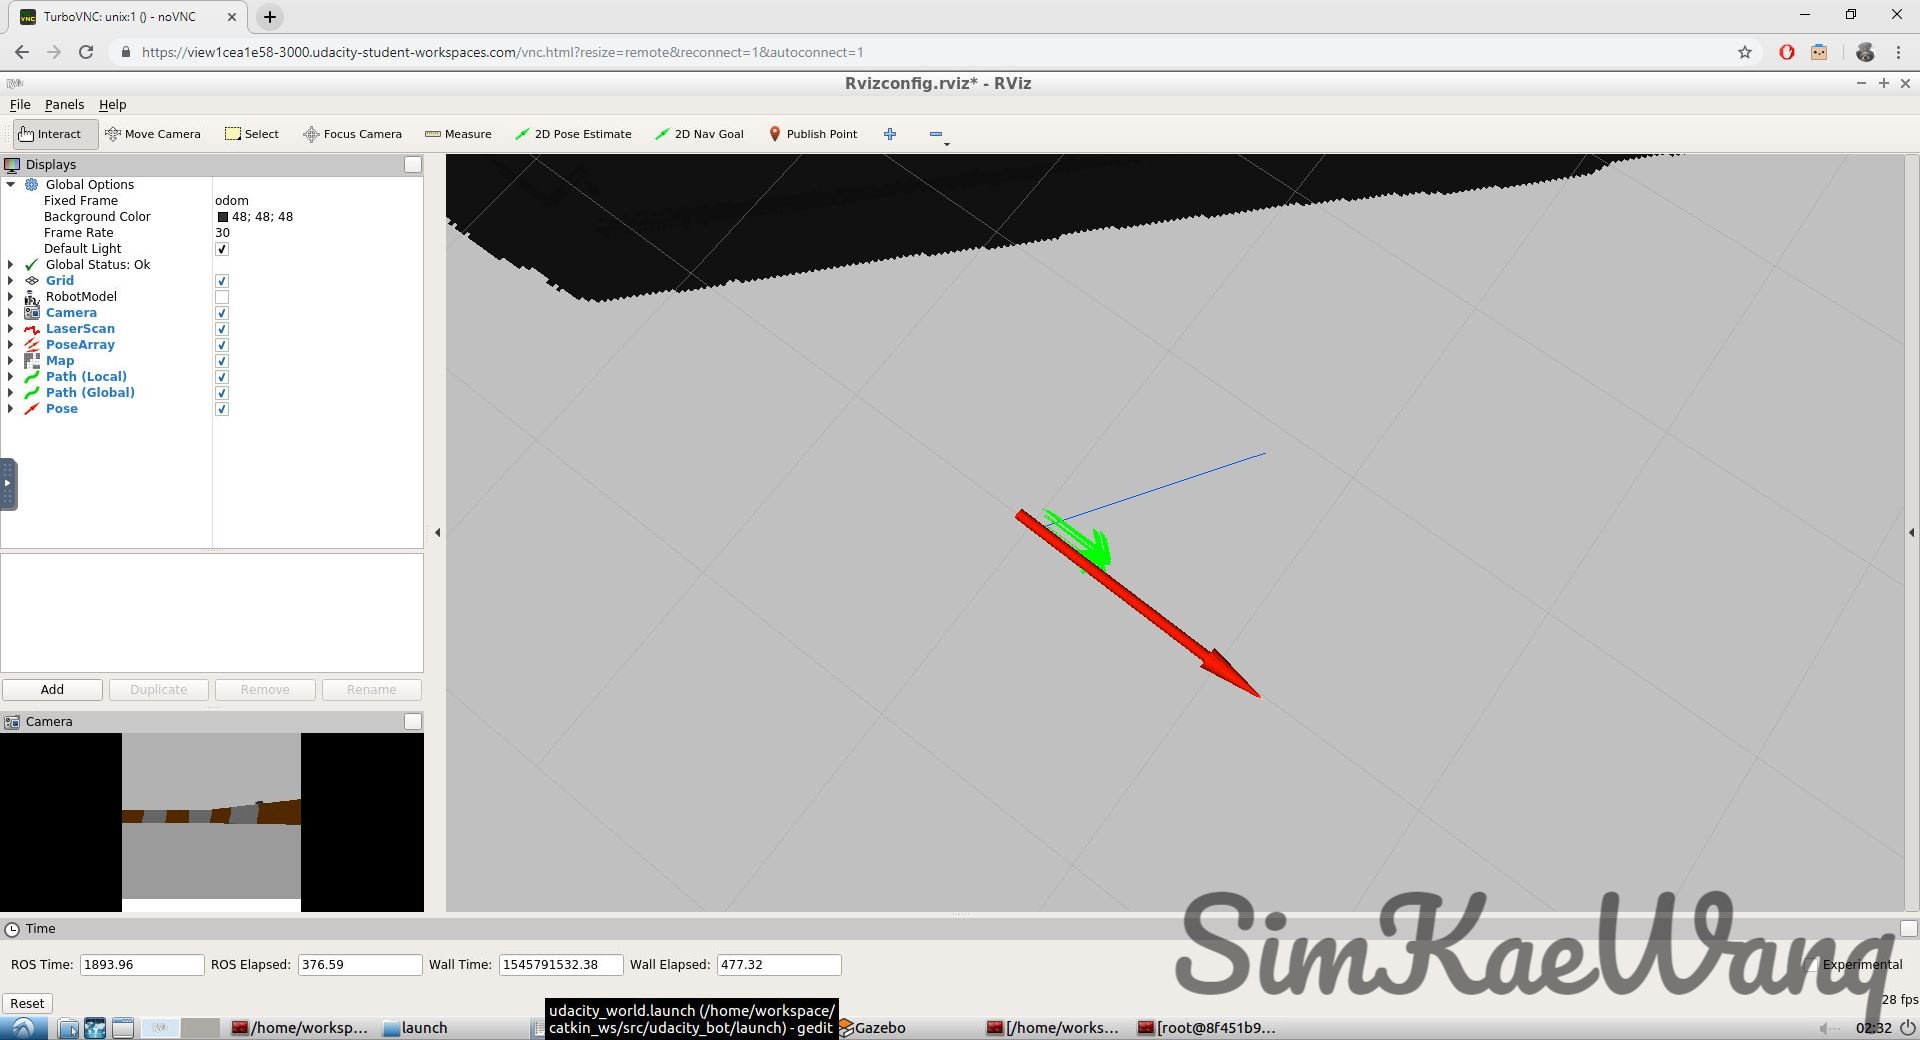 TurboVNC: unix:1 () - noVNC
https://view1cea1e58-3000.udacity-student-workspaces.com/vnc.html?resize=remote&reconnect=1&autoconnect=1
Rvizconfig.rviz* - RViz
File Panels Help
Interact Move Camera Select Focus Camera Measure 2D Pose Estimate 2D Nav Goal Publish Point
Displays
Global Options
Fixed Frame odom
Background Color 48; 48; 48
Frame Rate 30
Default Light
Global Status: Ok
Grid
RobotModel
Camera
LaserScan
PoseArray
Map
Path (Local)
Path (Global)
Pose
Add Duplicate Remove Rename
Camera
Time
ROS Time: 1893.96 ROS Elapsed: 376.59 Wall Time: 1545791532.38 Wall Elapsed: 477.32 Experimental
SimKaeWanq
Reset 28 fps
udacity_world.launch (/home/workspace/
catkin_ws/src/udacity_bot/launch) - gedit
/home/worksp... launch Gazebo [/home/works... [root@8f451b9... 02:32